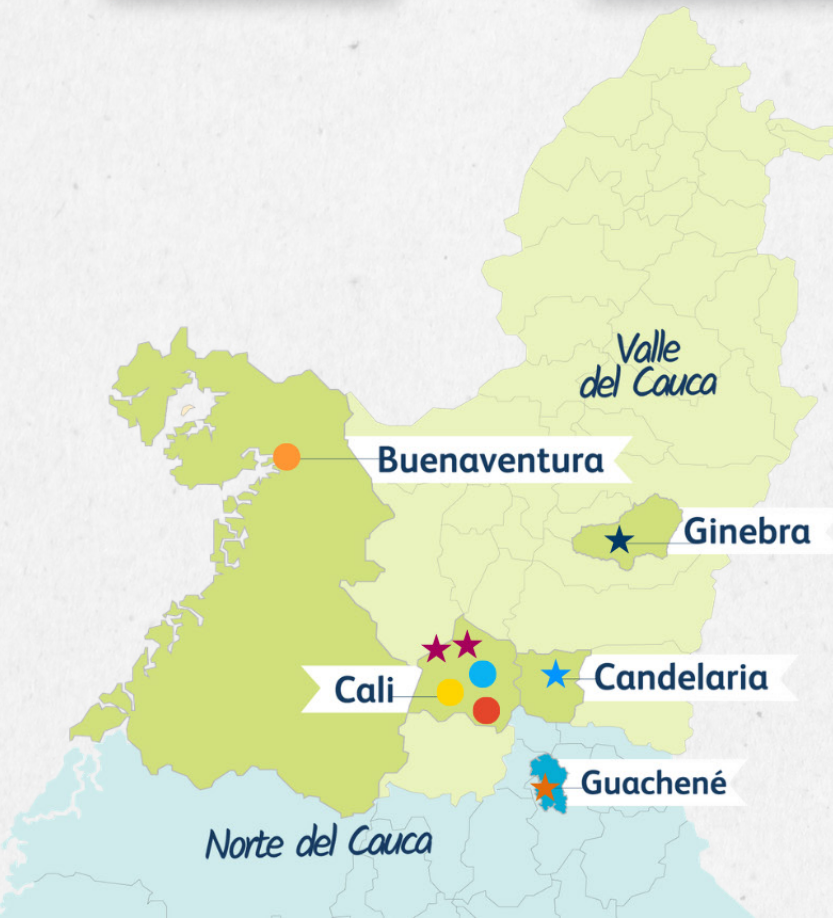 Valle
del Cauca
Buenaventura
Ginebra
Cali
Candelaria
Guachené
Norte del Cauca